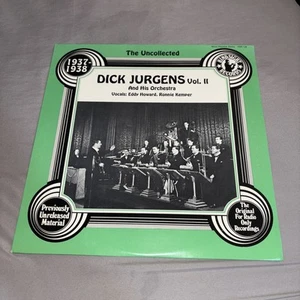 The Uncollected
1937-
1938
DICK JURGENS Vol. II
And His Orchestra
Vocals: Eddy Howard, Ronnie Kemper
Previously
Unreleased
Material
The
Original
For Radio
Only
Recordings